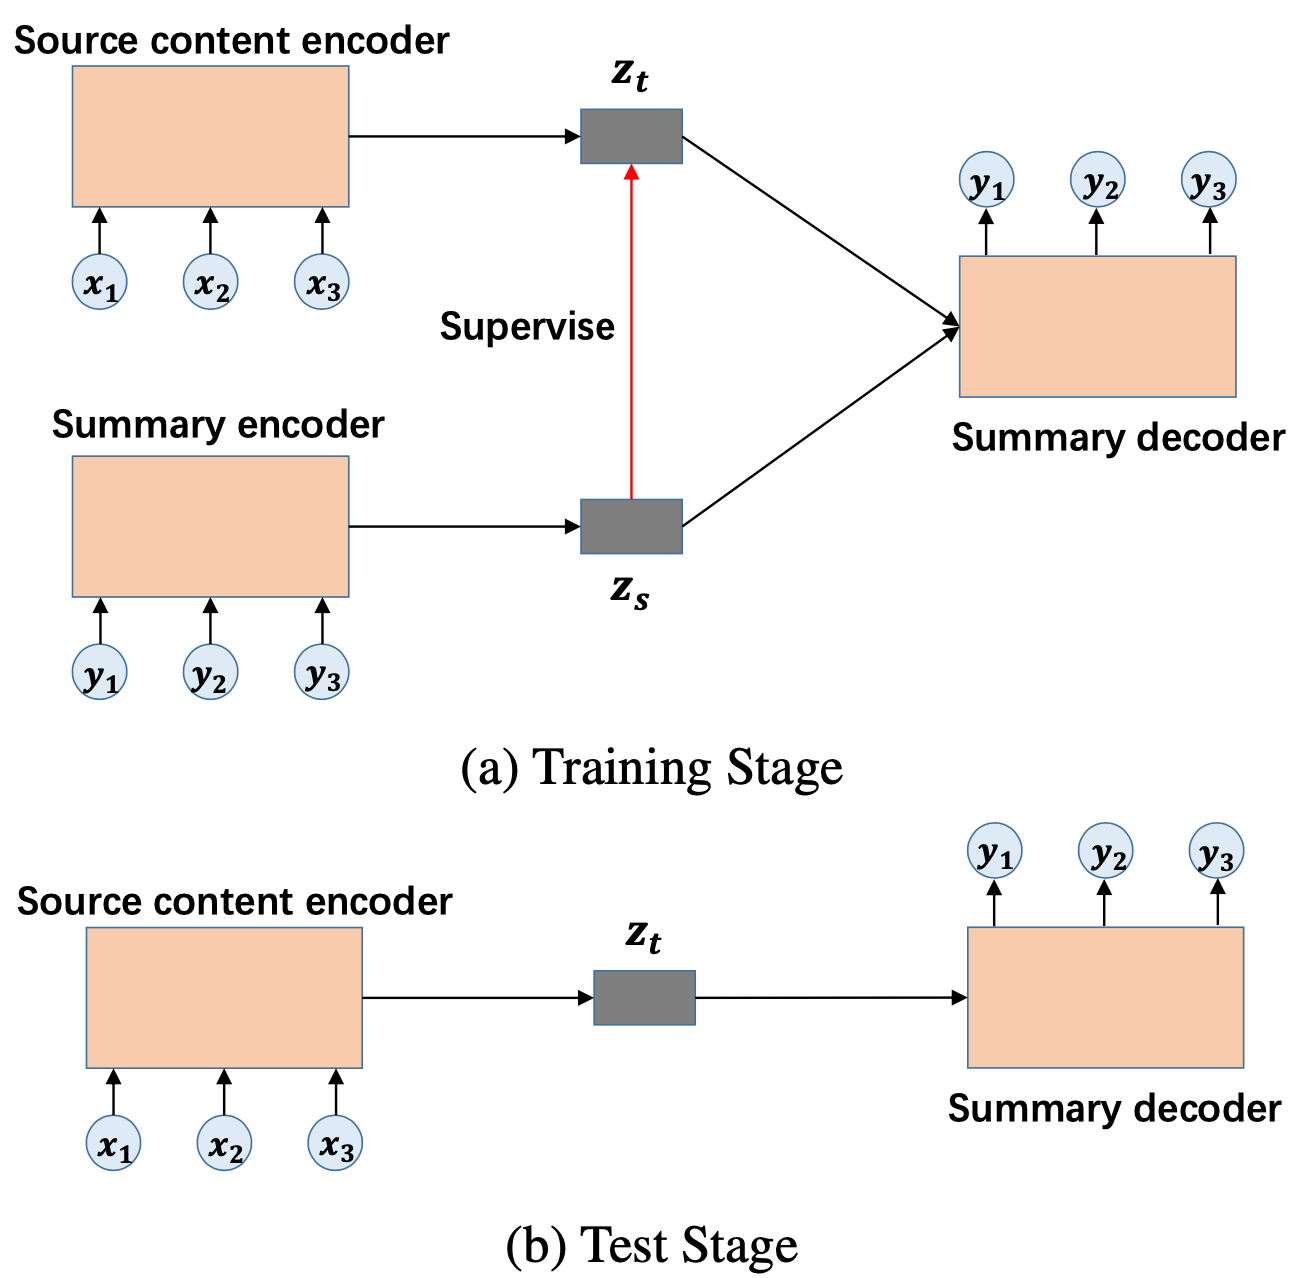 Source content encoder
z_t
y_1 y_2 y_3
x_1 x_2 x_3
Supervise
Summary encoder
Summary decoder
z_s
y_1 y_2 y_3
(a) Training Stage
y_1 y_2 y_3
Source content encoder
z_t
Summary decoder
x_1 x_2 x_3
(b) Test Stage